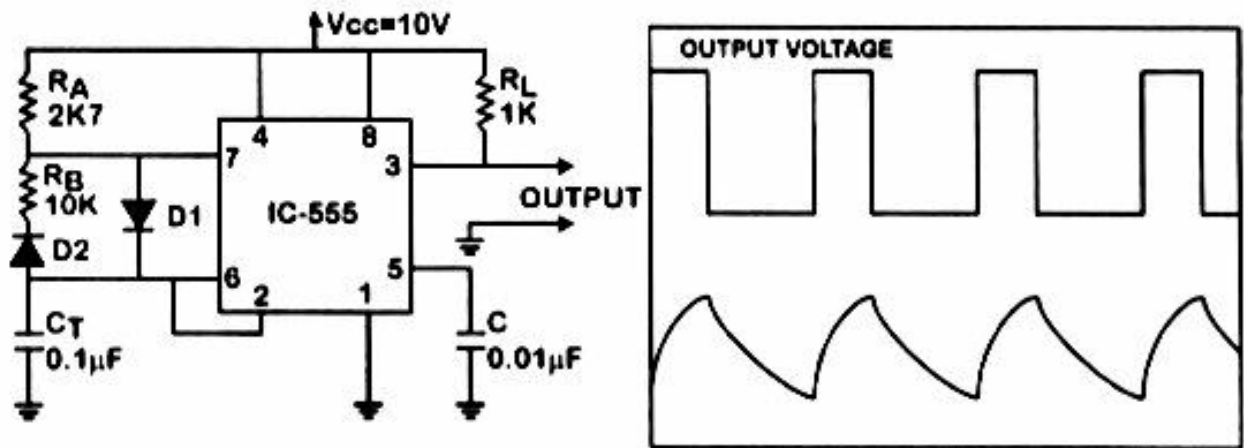 Vcc=10V
RA
2K7
RB
10K
D2
D1
CT
0.1μF
4
8
7
3
IC-555
6
5
2
1
RL
1K
OUTPUT
C
0.01μF
OUTPUT VOLTAGE